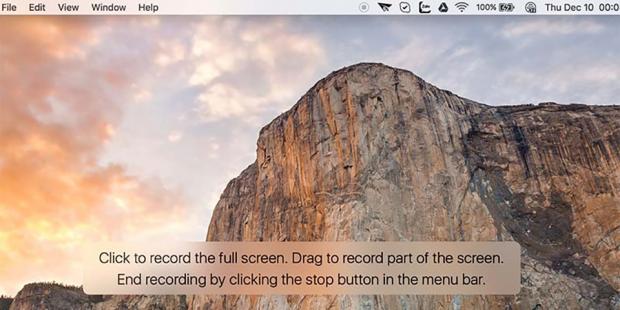 File Edit View Window Help 100% Thu Dec 10 00:0
Click to record the full screen. Drag to record part of the screen.
End recording by clicking the stop button in the menu bar.